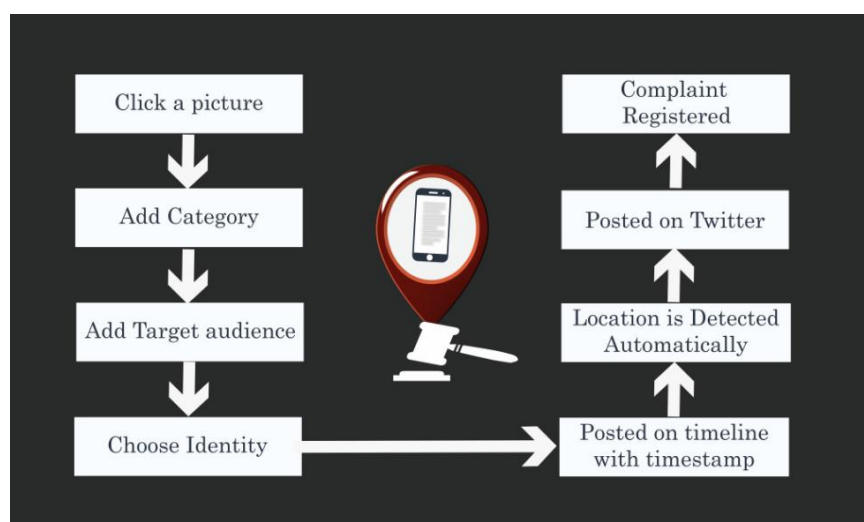 Click a picture
Add Category
Add Target audience
Choose Identity
Posted on timeline
with timestamp
Location is Detected
Automatically
Posted on Twitter
Complaint
Registered